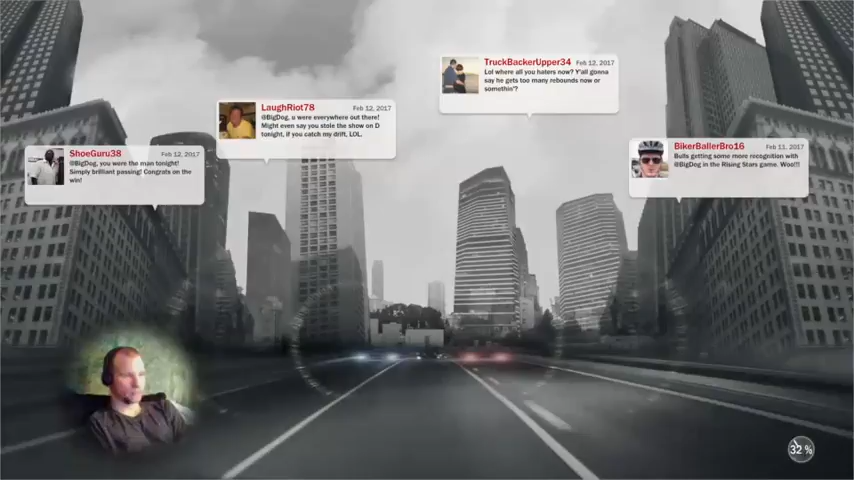 TruckBackerUpper34 Feb 12, 2017
Lot where all you haters now? Y'all gonna
say he gets too many rebounds now or
somethin'?
LaughRiot78 Feb 12, 2017
@BigDog, u were everywhere out there!
Might even say you stole the show on D
tonight, if you catch my drift, LOL.
ShoeGuru38 Feb 12, 2017
@BigDog, you were the man tonight!
Simply brilliant passing! Congrats on the
win!
BikerBallerBro16 Feb 11, 2017
Bulls getting some more recognition with
@BigDog in the Rising Stars game. Woo!!!
32 %